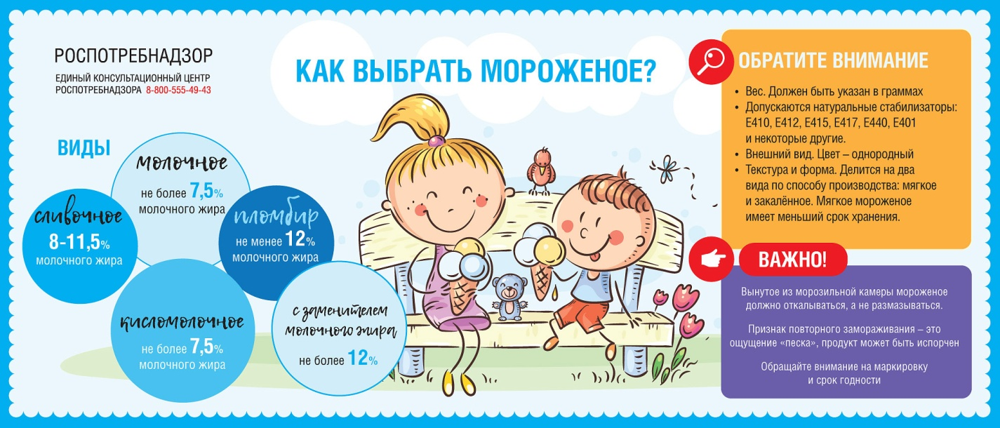 РОСПОТРЕБНАДЗОР
ЕДИНЫЙ КОНСУЛЬТАЦИОННЫЙ ЦЕНТР
РОСПОТРЕБНАДЗОРА 8-800-555-49-43
КАК ВЫБРАТЬ МОРОЖЕНОЕ?
ВИДЫ
молочное
не более 7,5%
молочного жира
сливочное
8-11,5%
молочного жира
пломбир
не менее 12%
молочного жира
кисломолочное
не более 7,5%
молочного жира
с заменителем
молочного жира
не более 12%
ОБРАТИТЕ ВНИМАНИЕ
• Вес. Должен быть указан в граммах
• Допускаются натуральные стабилизаторы:
Е410, Е412, Е415, Е417, Е440, Е401
и некоторые другие.
• Внешний вид. Цвет – однородный
• Текстура и форма. Делится на два
вида по способу производства: мягкое
и закалённое. Мягкое мороженое
имеет меньший срок хранения.
ВАЖНО!
Вынутое из морозильной камеры мороженое
должно откалываться, а не размазываться.
Признак повторного замораживания – это
ощущение «песка», продукт может быть испорчен
Обращайте внимание на маркировку
и срок годности